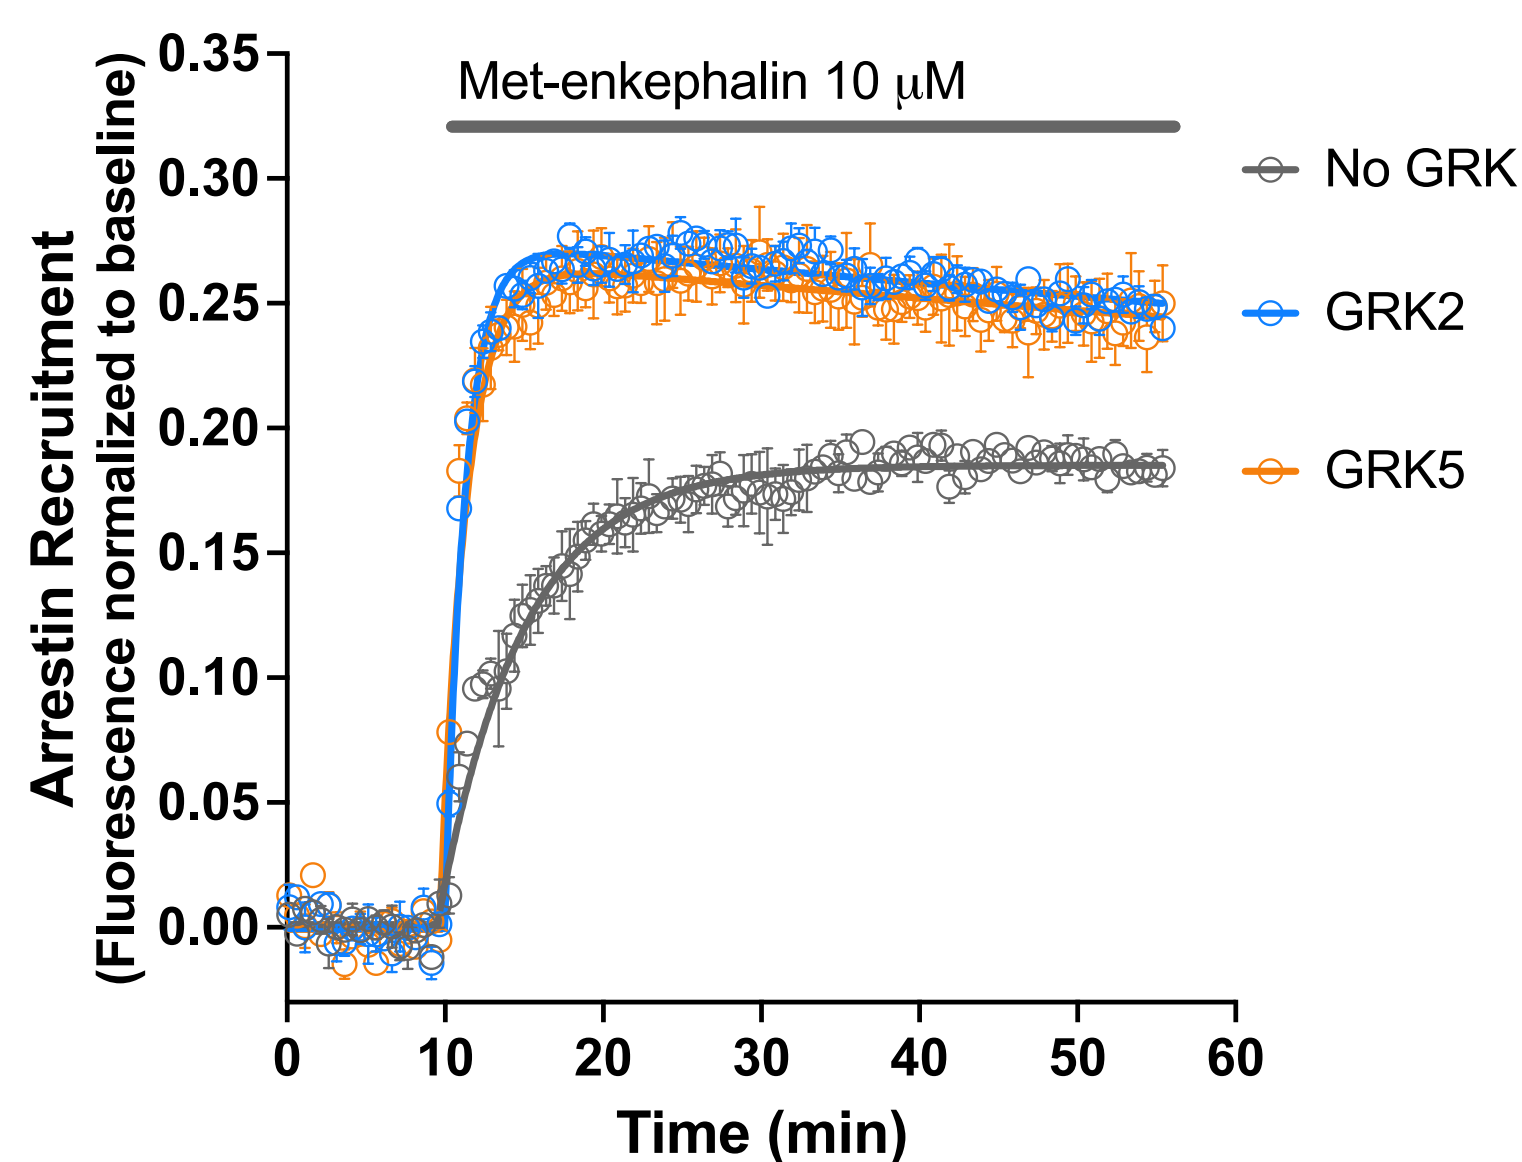 Arrestin Recruitment
(Fluorescence normalized to baseline)
0.35
0.30
0.25
0.20
0.15
0.10
0.05
0.00
Met-enkephalin 10 μM
No GRK
GRK2
GRK5
0 10 20 30 40 50 60
Time (min)